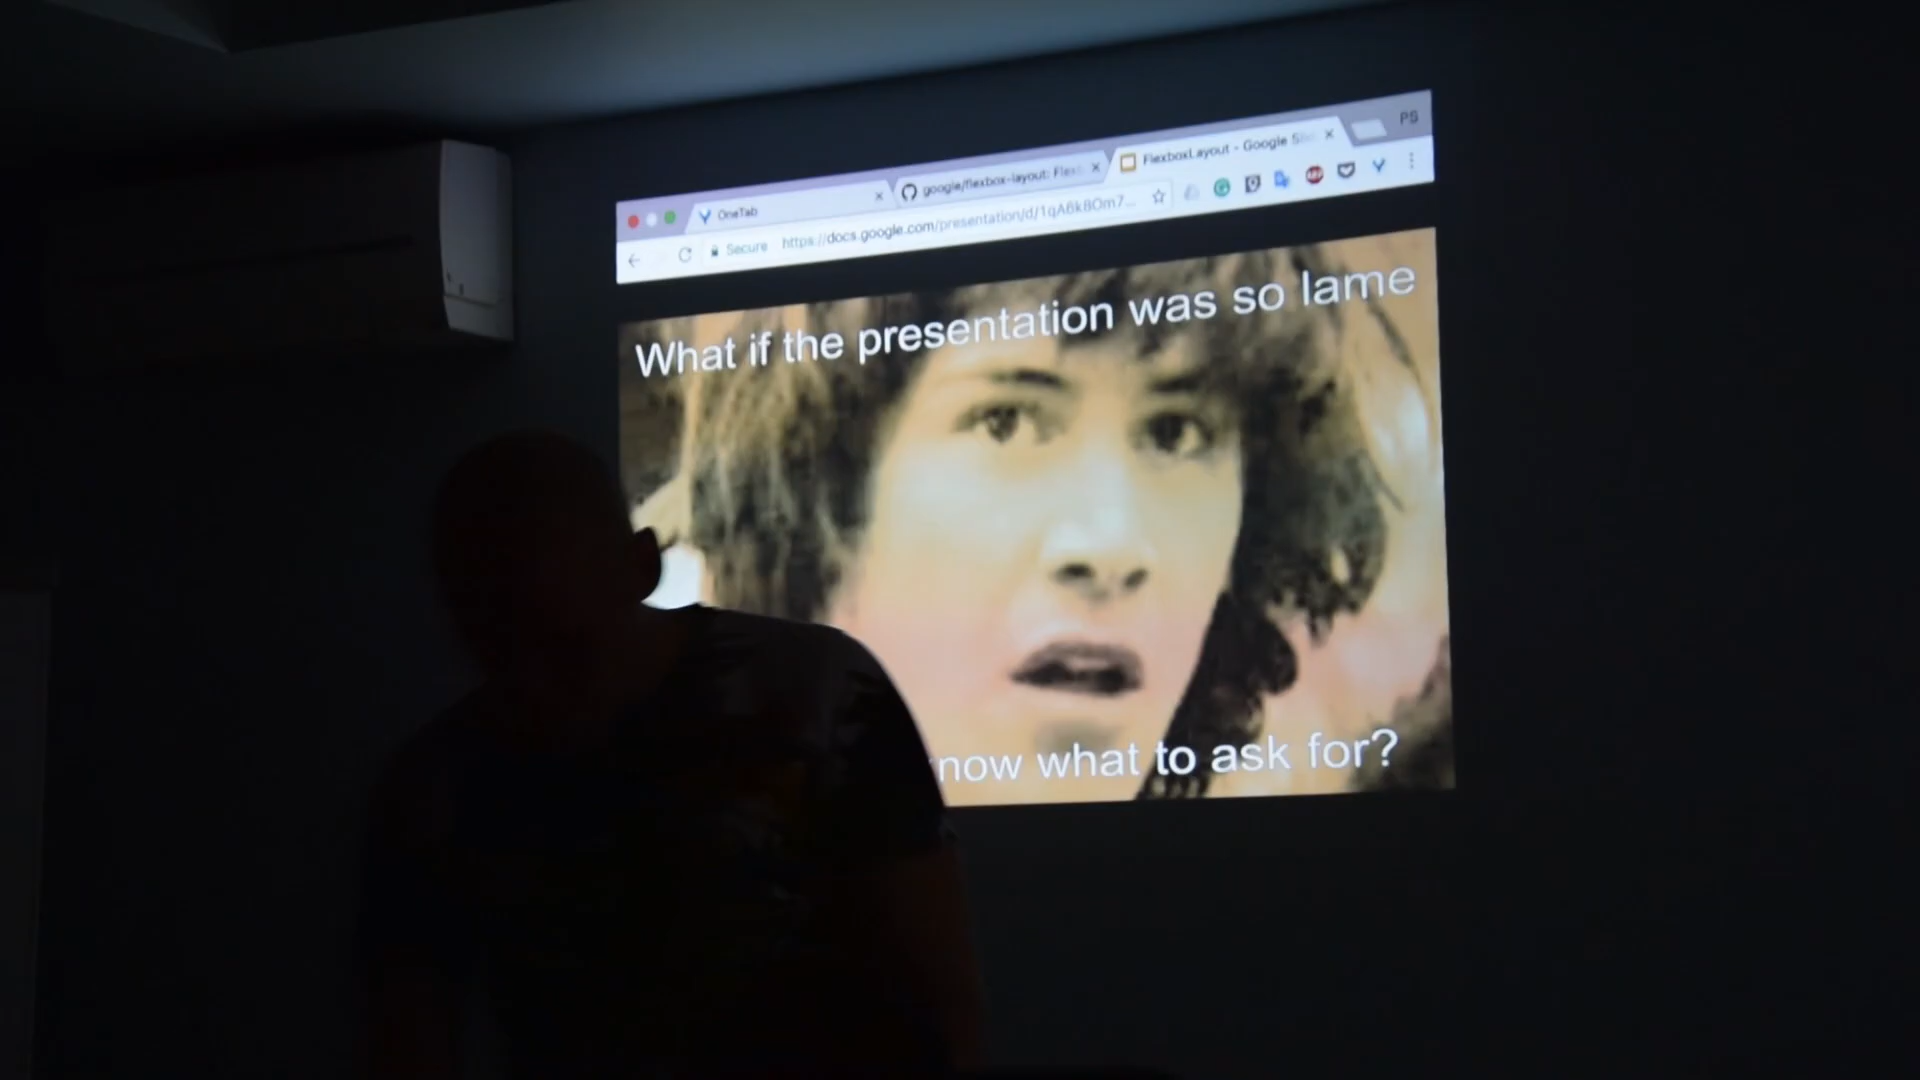 PS
OneTab
google/flexbox-layout: Flex
FlexboxLayout - Google S
Secure https://docs.google.com/presentation/d/1qA6k8Om7...
What if the presentation was so lame
now what to ask for?